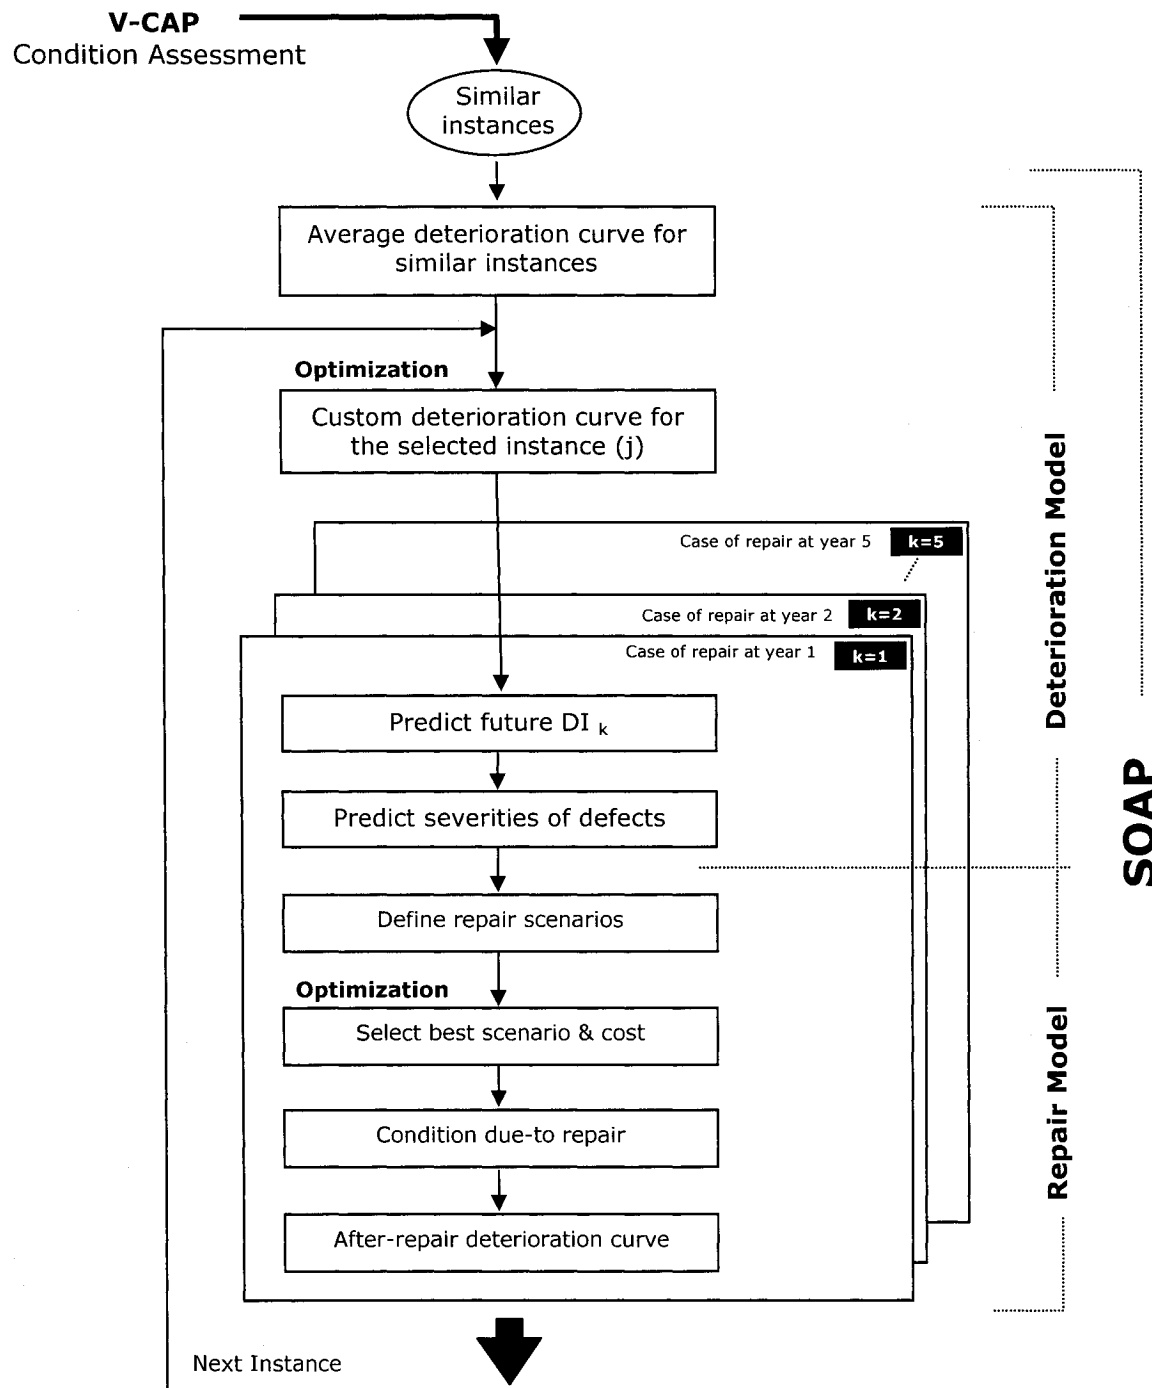 V-CAP
Condition Assessment
Similar
instances
Average deterioration curve for
similar instances
Optimization
Custom deterioration curve for
the selected instance (j)
Case of repair at year 5
k=5
Case of repair at year 2
k=2
Case of repair at year 1
k=1
Predict future DI k
Predict severities of defects
Define repair scenarios
Optimization
Select best scenario & cost
Condition due-to repair
After-repair deterioration curve
Next Instance
Deterioration Model
Repair Model
SOAP